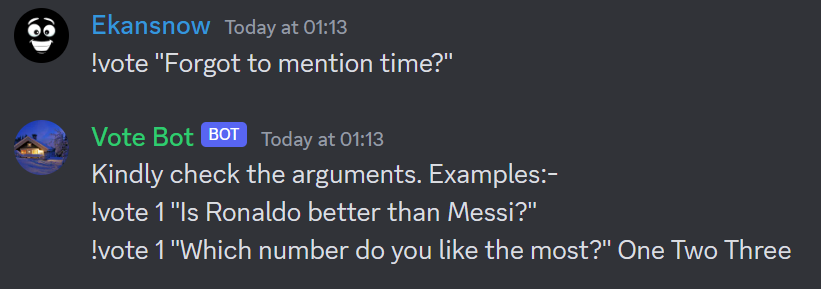 Ekansnow Today at 01:13
!vote "Forgot to mention time?"
Vote Bot BOT Today at 01:13
Kindly check the arguments. Examples:-
!vote 1 "Is Ronaldo better than Messi?"
!vote 1 "Which number do you like the most?" One Two Three